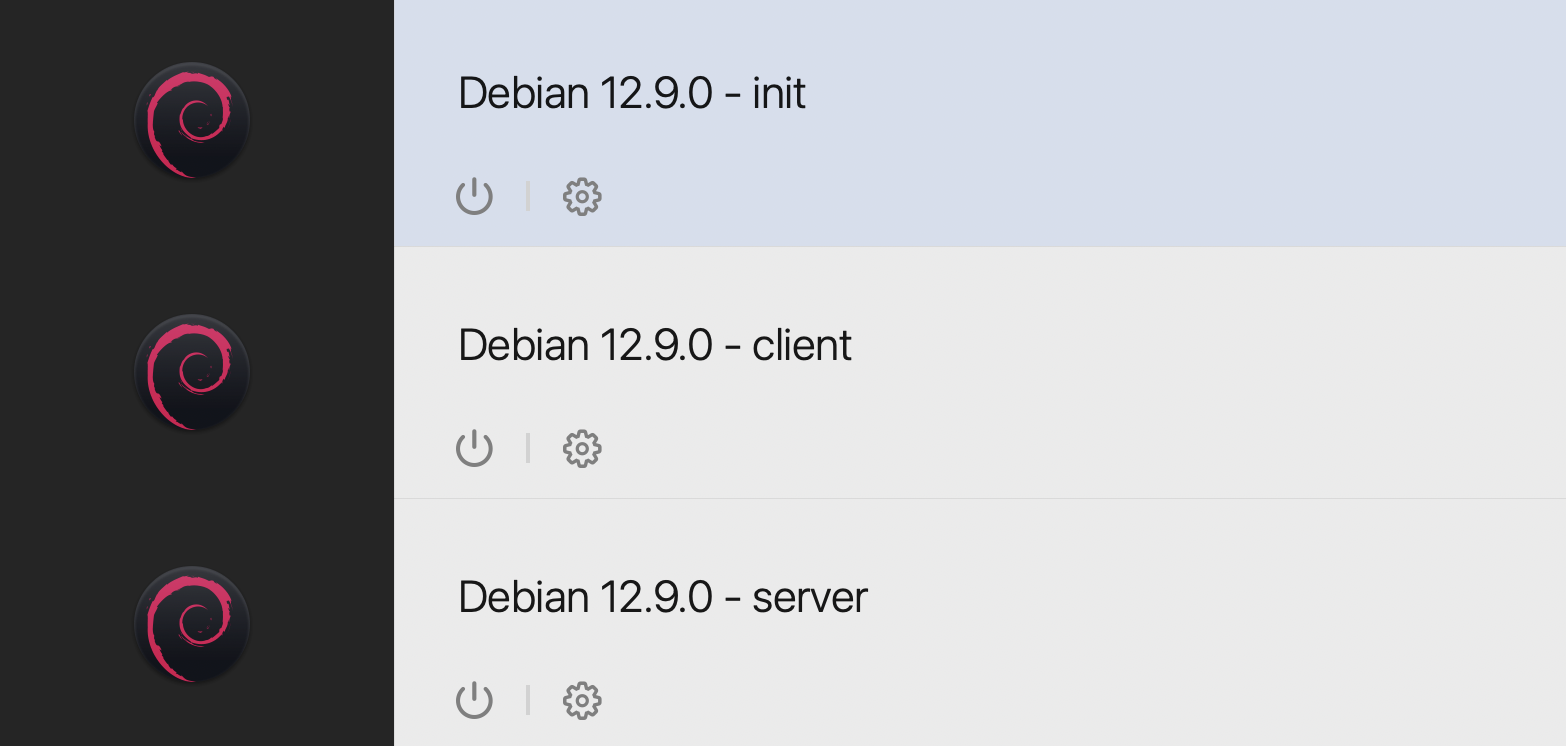 Debian 12.9.0 - init
Debian 12.9.0 - client
Debian 12.9.0 - server